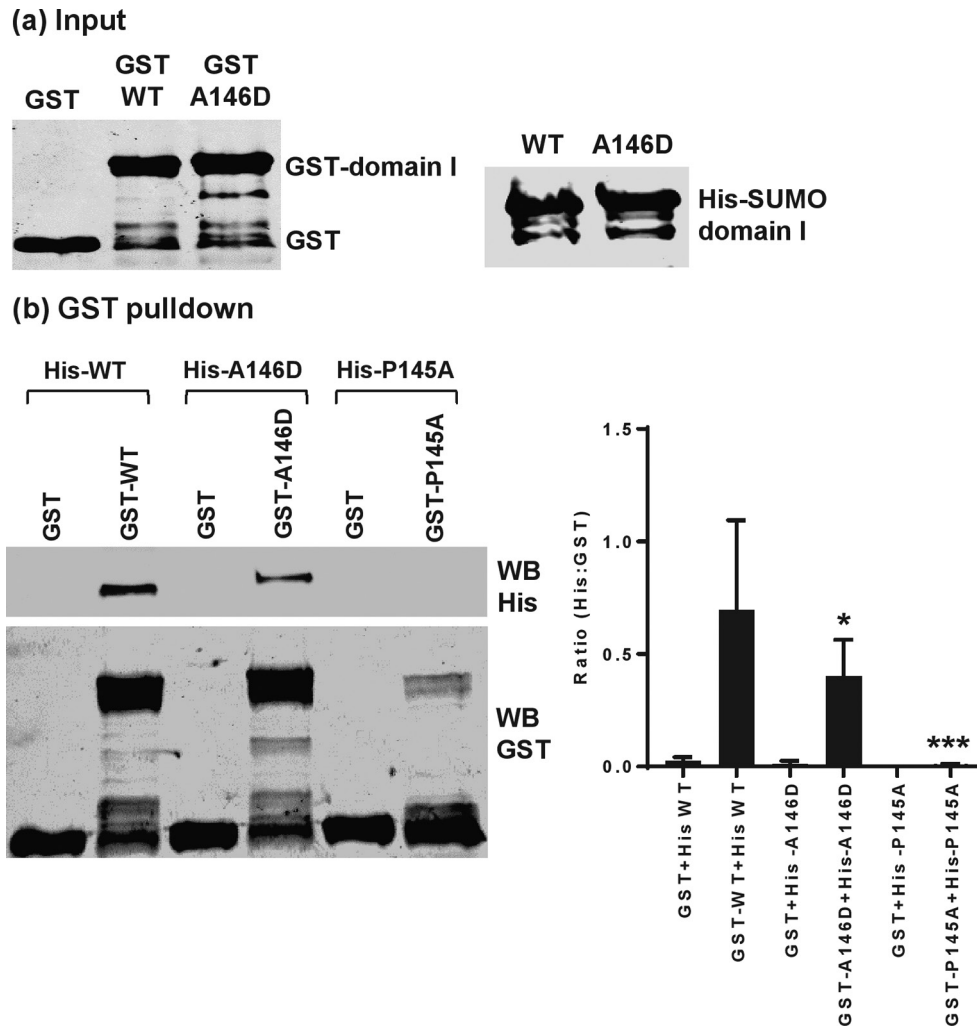 (a) Input
GST
GST
WT
GST
A146D
GST-domain I
GST
WT
A146D
His-SUMO
domain I
(b) GST pulldown
His-WT
His-A146D
His-P145A
GST
GST-WT
GST
GST-A146D
GST
GST-P145A
WB
His
WB
GST
Ratio (His:GST)
1.5
1.0
0.5
0.0
*
***
GST+His WT
GST-WT+His WT
GST+His -A146D
GST-A146D+His-A146D
GST+His -P145A
GST-P145A+His-P145A